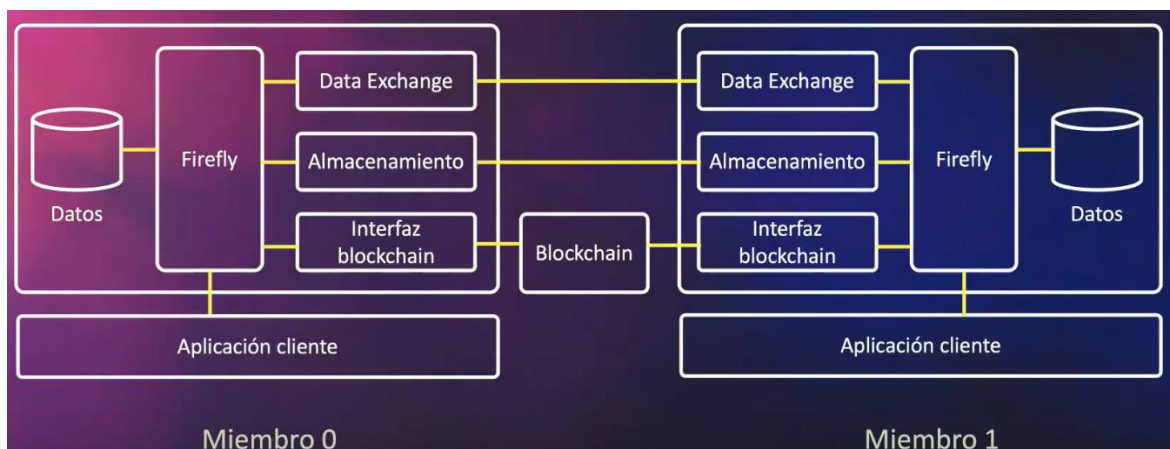 Data Exchange
Data Exchange
Firefly
Almacenamiento
Almacenamiento
Firefly
Datos
Datos
Interfaz
blockchain
Blockchain
Interfaz
blockchain
Aplicación cliente
Aplicación cliente
Miembro 0
Miembro 1